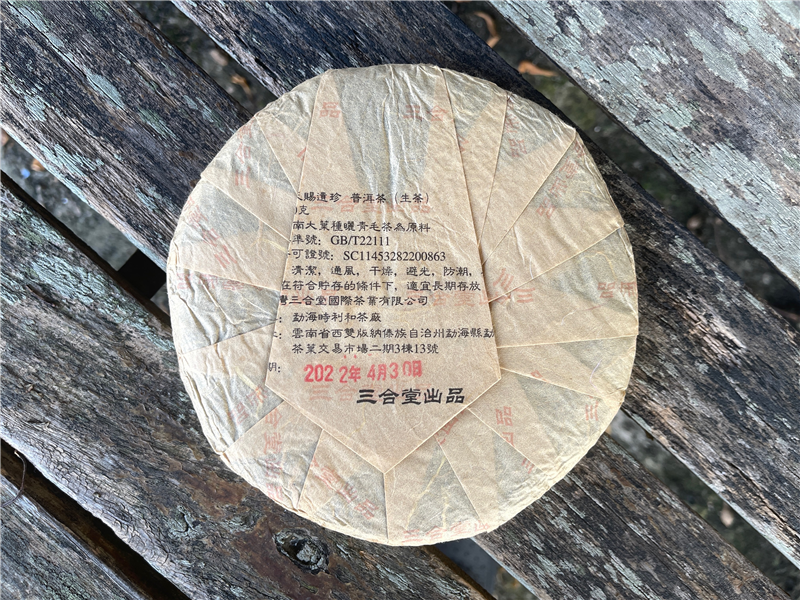 賜遺珍 普洱茶（生茶）
克
南大葉種曬青毛茶為原料
準號：GB/T22111
可證號：SC11453282200863
清潔，通風，干燥，避光，防潮，
在符合貯存的條件下，適宜長期存放
三合堂國際茶業有限公司
：勐海時利和茶廠
：雲南省西雙版納傣族自治州勐海縣勐
茶葉交易市場二期3棟13號
期：2022年4月30日
三合堂出品